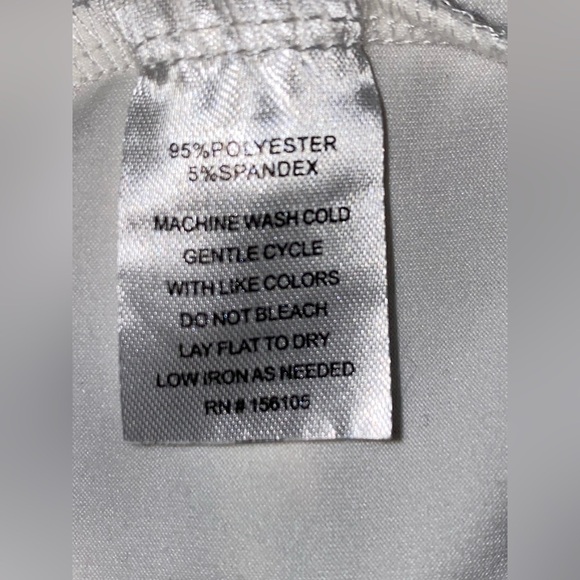 95%POLYESTER
5%SPANDEX
MACHINE WASH COLD
GENTLE CYCLE
WITH LIKE COLORS
DO NOT BLEACH
LAY FLAT TO DRY
LOW IRON AS NEEDED
RN# 156105